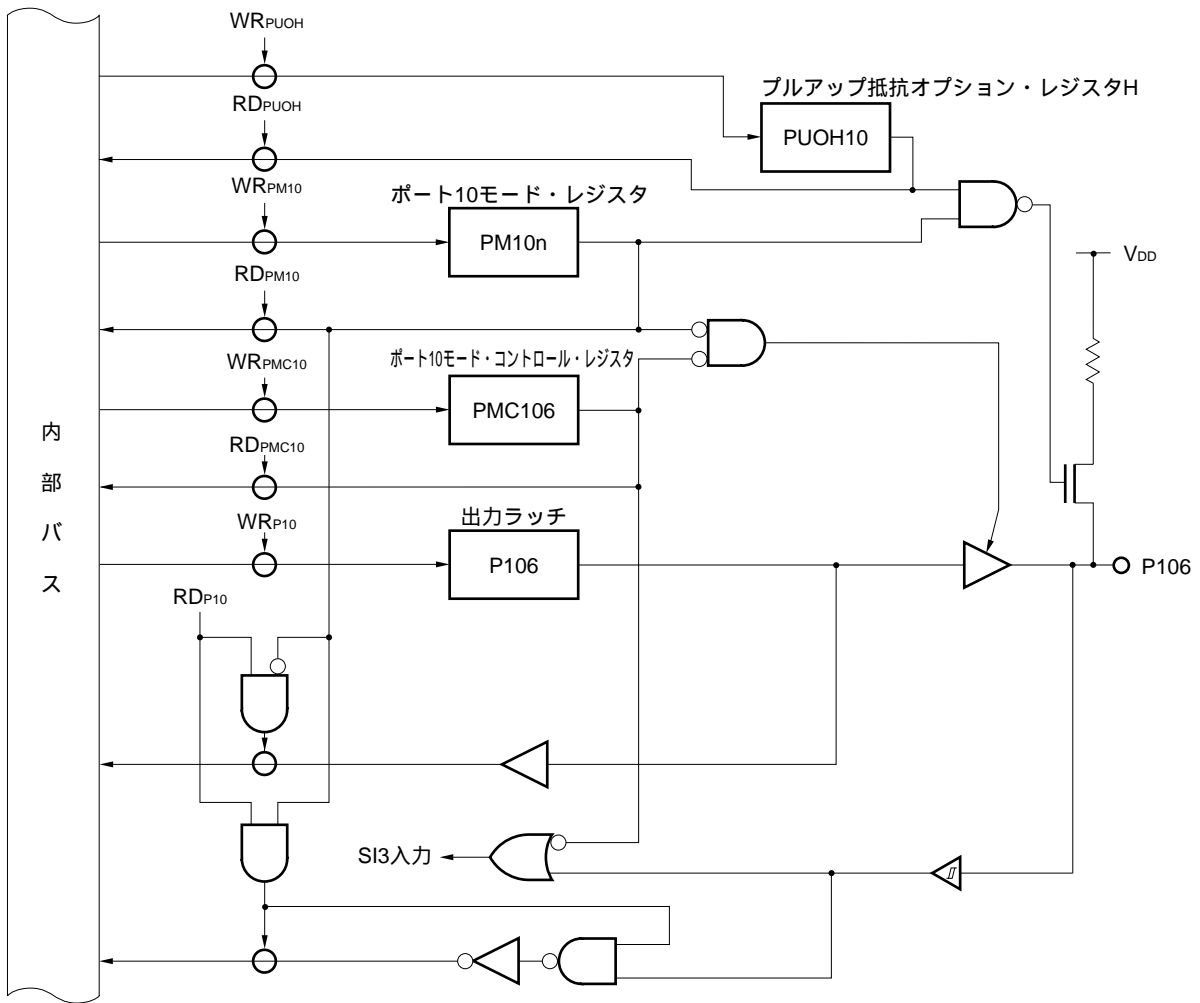 WRPUOH
プルアップ抵抗オプション・レジスタH
RDPUOH
PUOH10
WRPM10
ポート10モード・レジスタ
PM10n
VDD
RDPM10
WRPMC10
ポート10モード・コントロール・レジスタ
PMC106
内部バス
RDPMC10
WRP10
出力ラッチ
P106
P106
RDP10
SI3入力